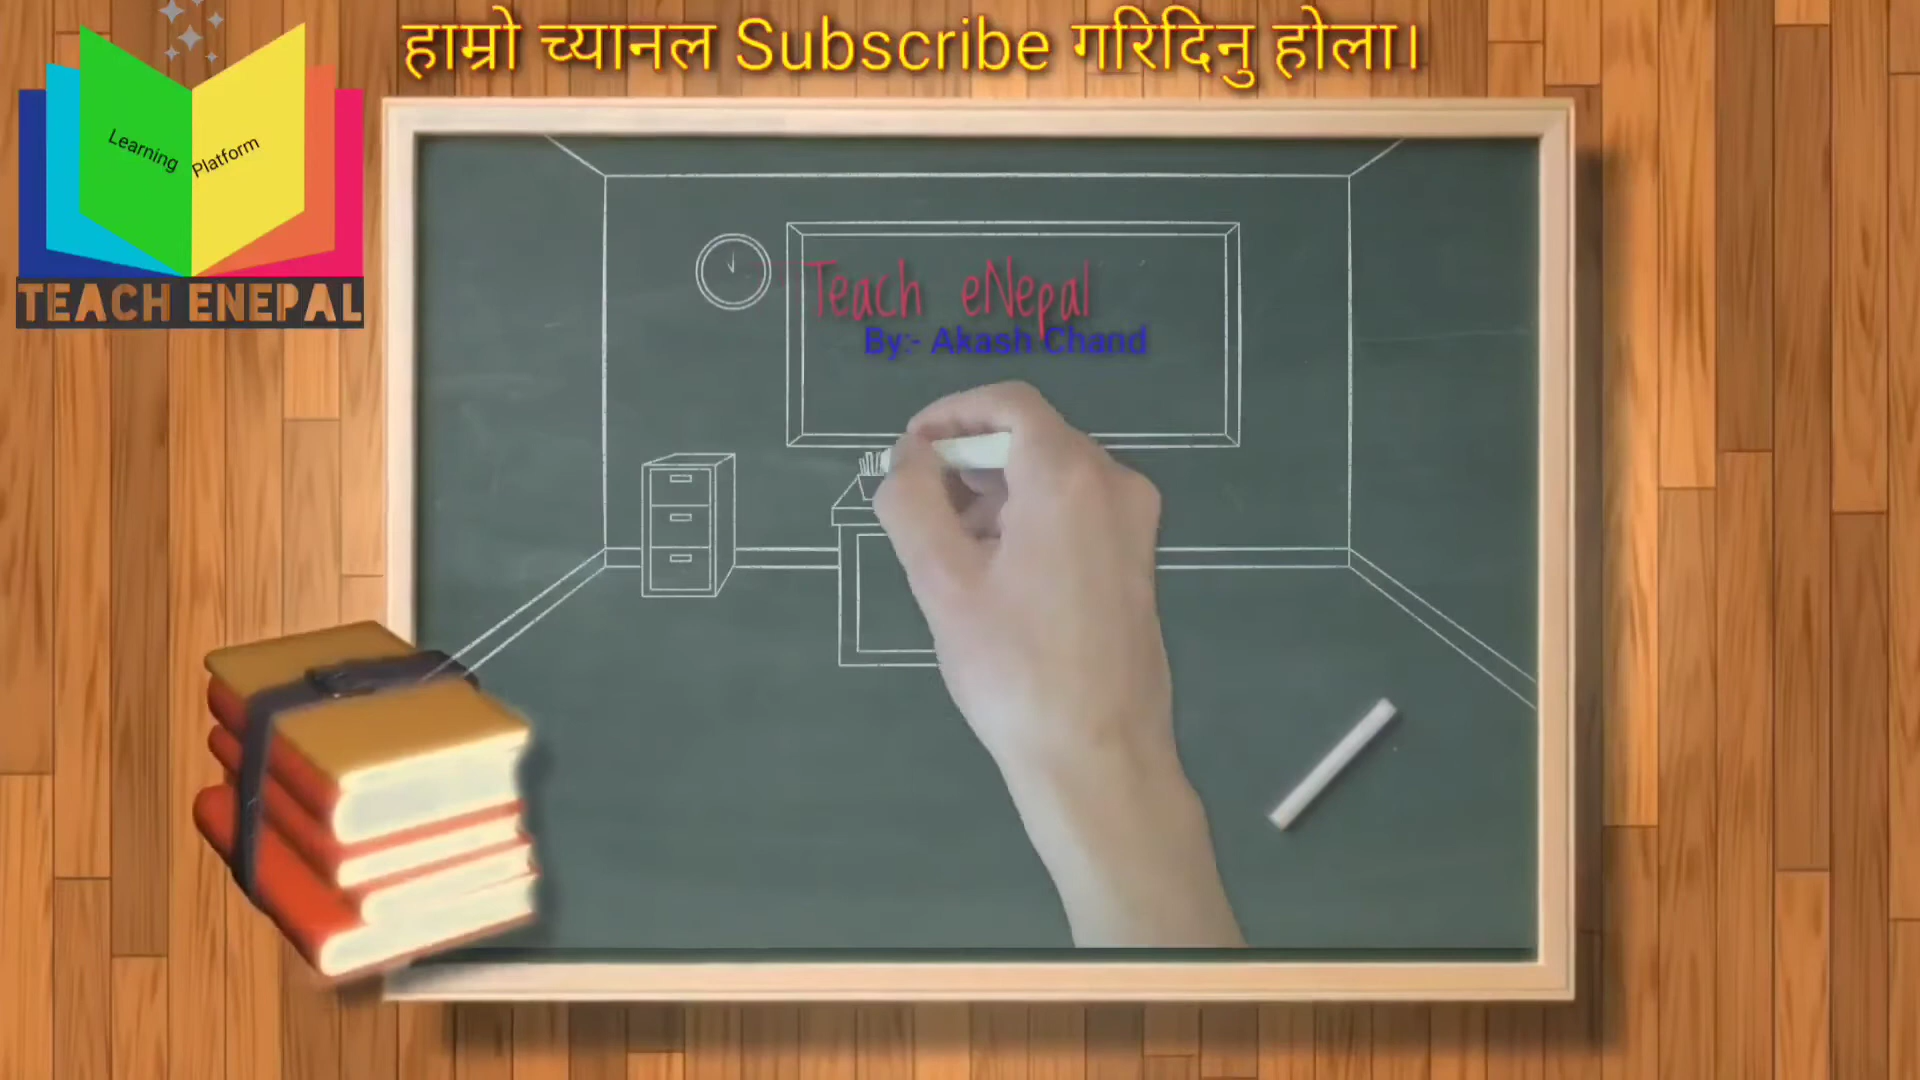 हाम्रो च्यानल Subscribe गरिदिनु होला।
Learning Platform
TEACH ENEPAL
Teach eNepal
By:- Akash Chand